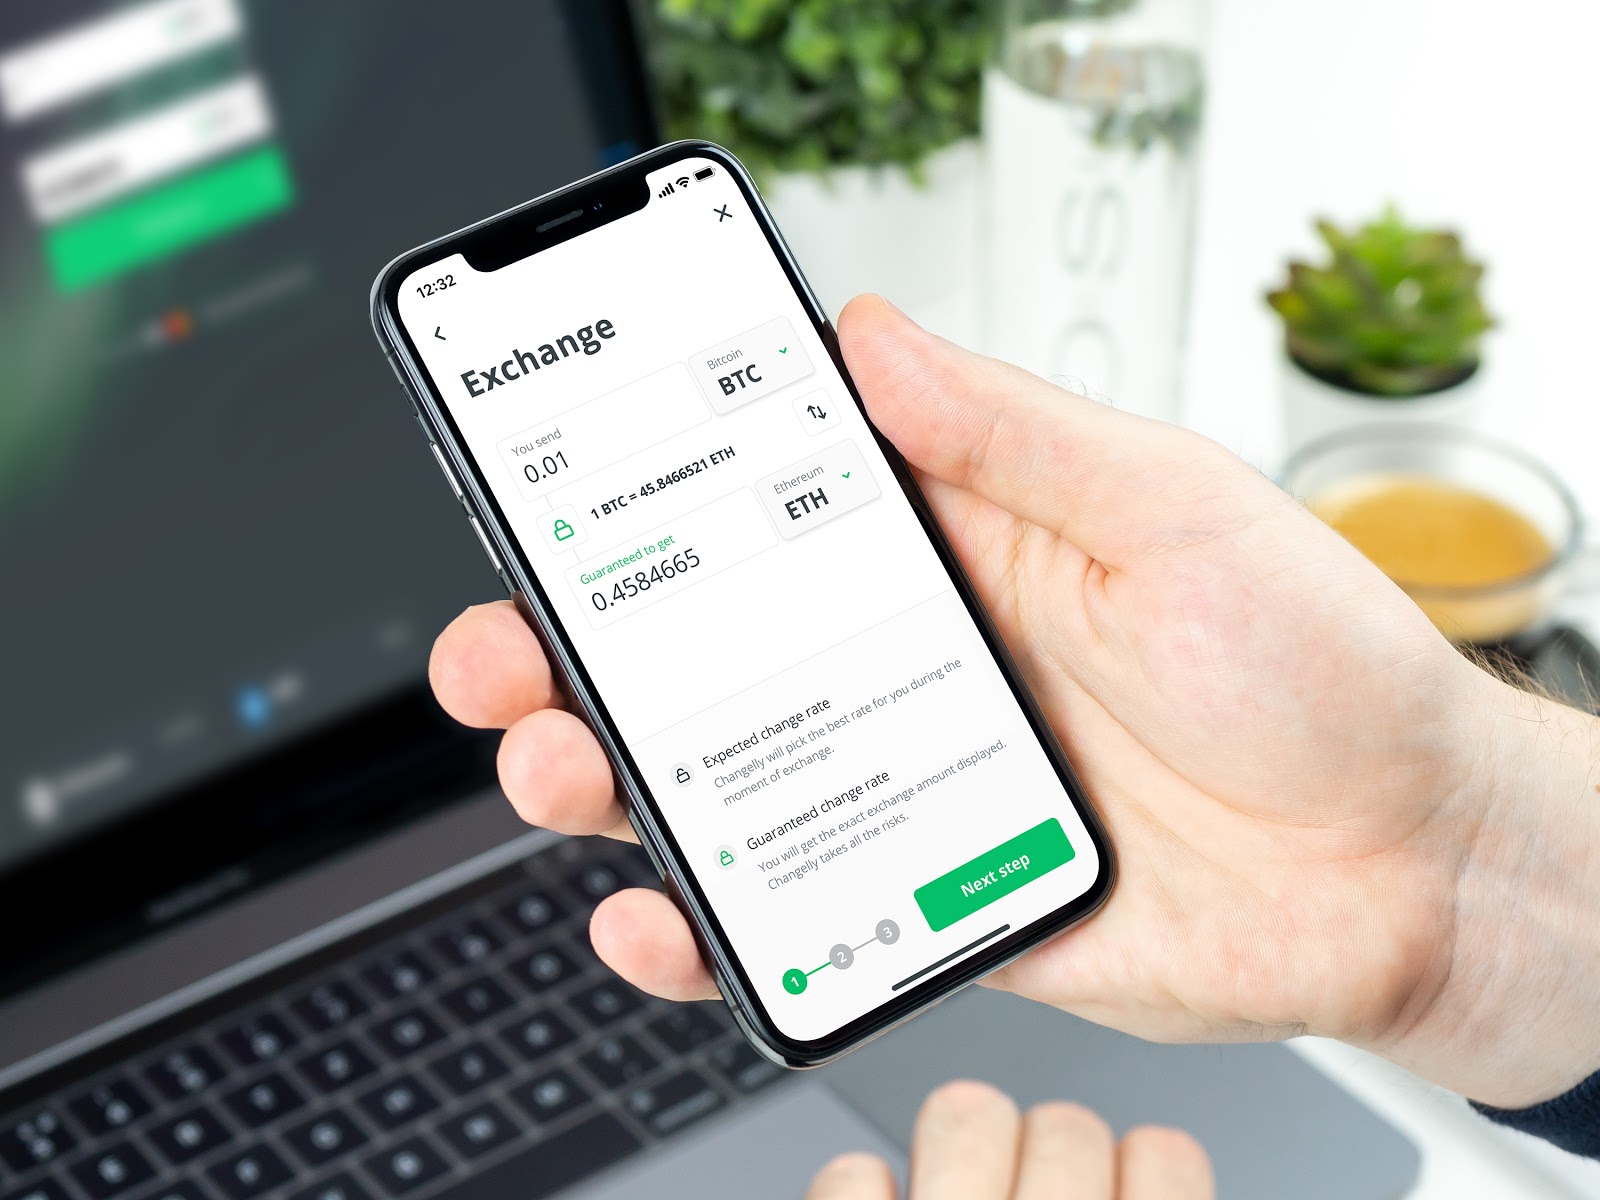 12:32
Exchange
You send
0.01
Bitcoin
BTC
1 BTC = 45.8466521 ETH
Guaranteed to get
0.4584665
Ethereum
ETH
Expected change rate
Changelly will pick the best rate for you during the
moment of exchange.
Guaranteed change rate
You will get the exact exchange amount displayed.
Changelly takes all the risks.
1
2
3
Next step